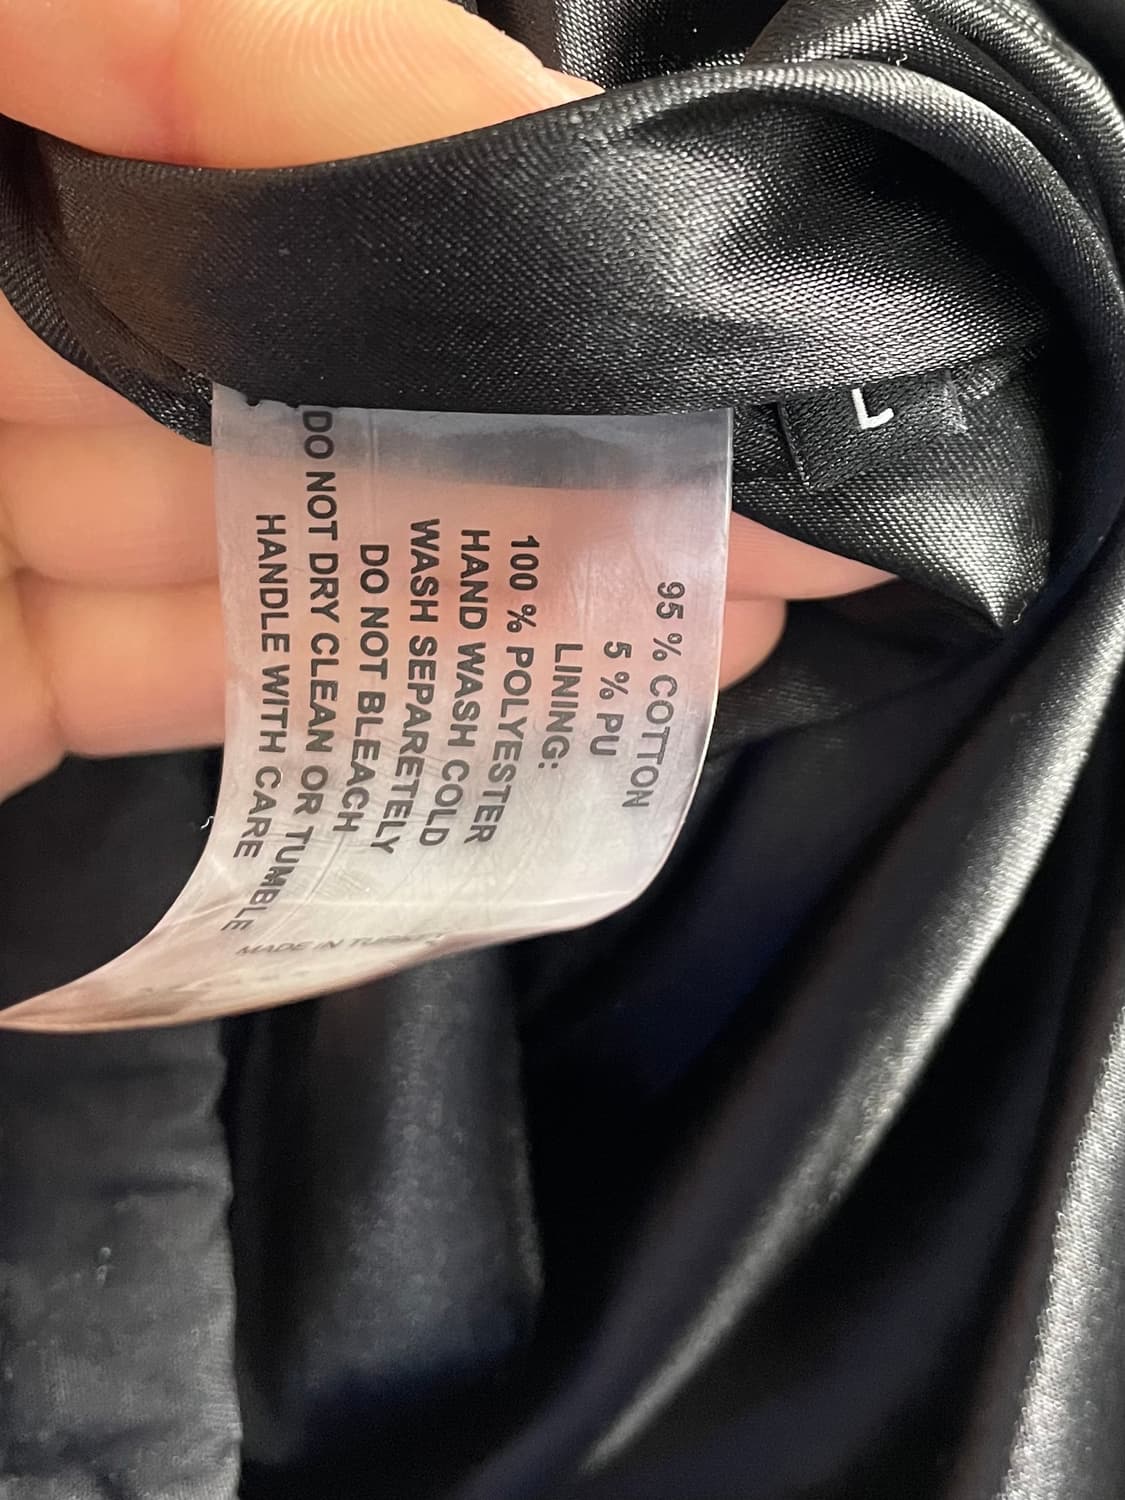 L
95 % COTTON
5 % PU
LINING:
100 % POLYESTER
HAND WASH COLD
WASH SEPARETELY
DO NOT BLEACH
DO NOT DRY CLEAN OR TUMBLE
HANDLE WITH CARE
MADE IN TURKEY